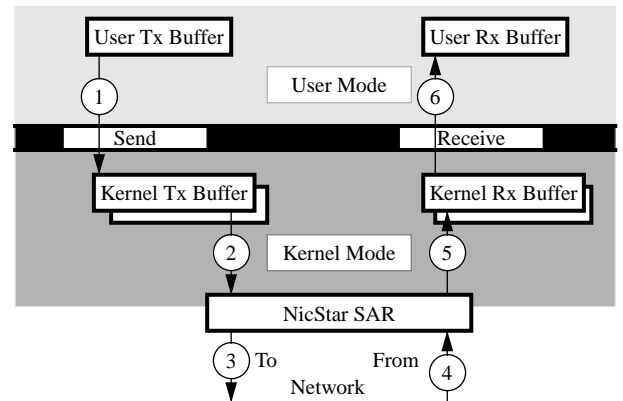 User Tx Buffer
User Rx Buffer
1
User Mode
6
Send
Receive
Kernel Tx Buffer
Kernel Rx Buffer
2
Kernel Mode
5
NicStar SAR
3
To
From
4
Network